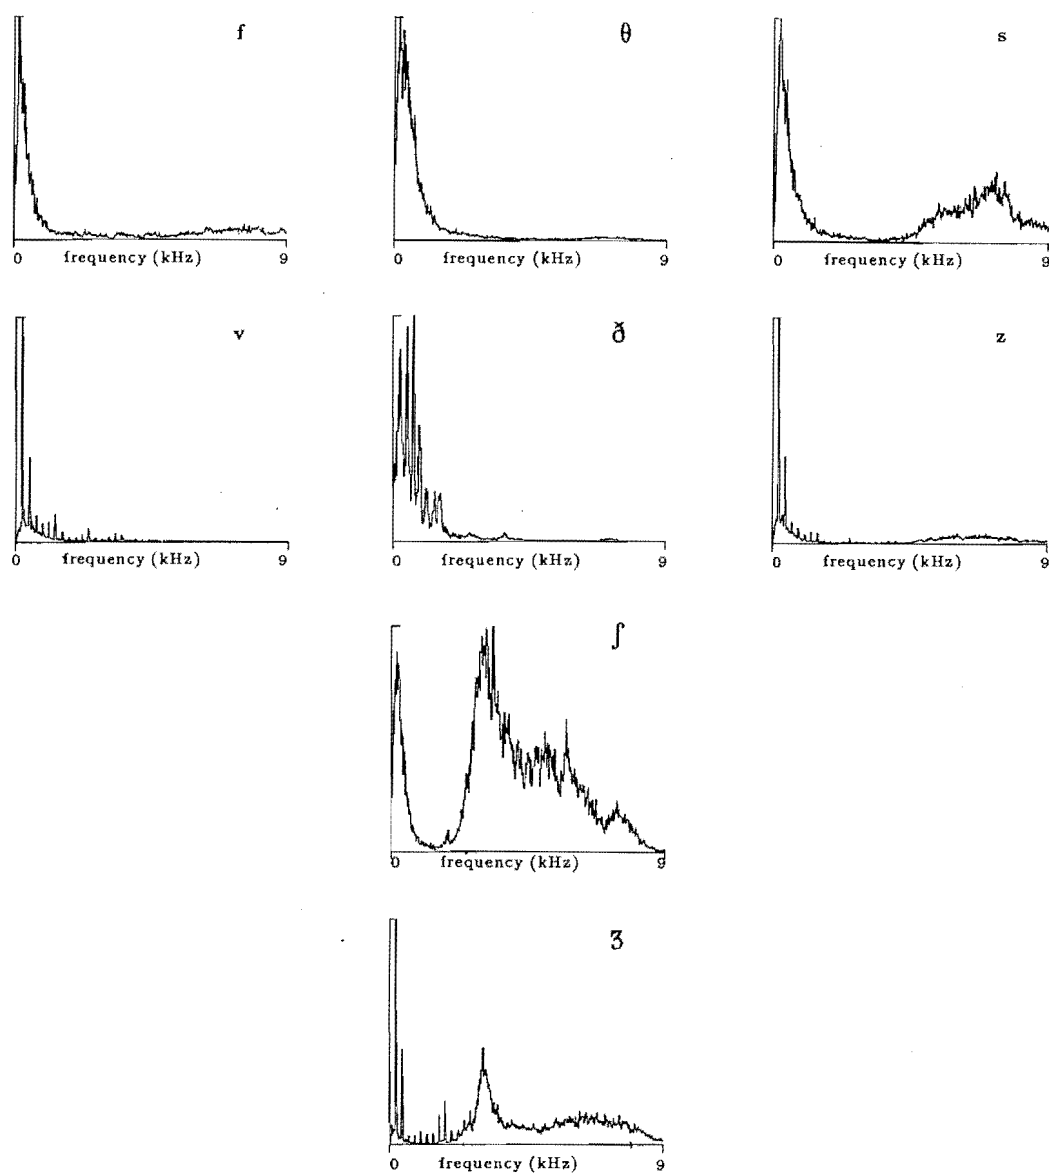 f θ s
0 frequency (kHz) 9 0 frequency (kHz) 9 0 frequency (kHz) 9
v ð z
0 frequency (kHz) 9 0 frequency (kHz) 9 0 frequency (kHz) 9
ʃ
0 frequency (kHz) 9
ʒ
0 frequency (kHz) 9